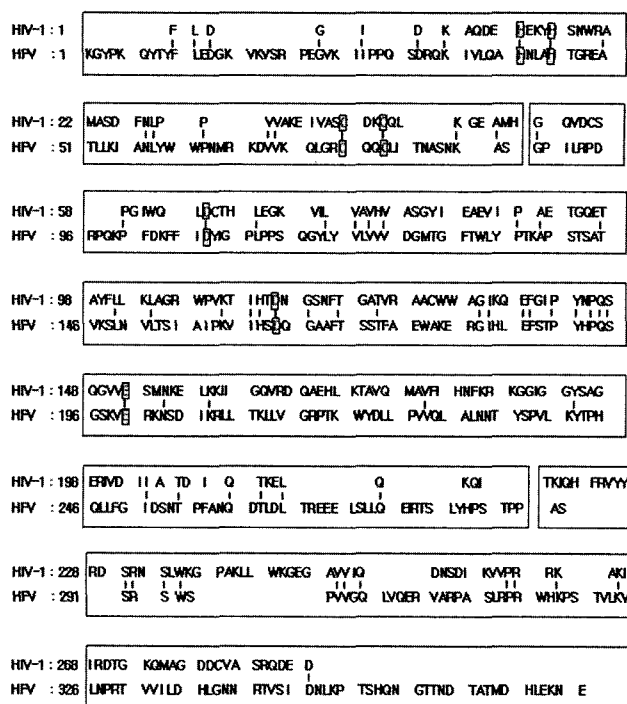 HIV-1 : 1 F L D G I D K AQDE HEKYH SNWRA
HFV : 1 KGYPK QYTYF LEDGK VKVSR PEGVK IIPPQ SDRQK IVLQA HNLAH TGREA
HIV-1 : 22 MASD FNLP P VVAKE IVASC DKCQL K GE AMH G QVDCS
HFV : 51 TLLKI ANLYW WPNMR KDVVK QLGRC QQCLI TNASNK AS GP ILRPD
HIV-1 : 58 PGIWQ LDCTH LEGK VIL VAVHV ASGYI EAEVI P AE TGQET
HFV : 96 RPQKP FDKFF IDYIG PLPPS QGYLY VLVVV DGMTG FTWLY PTKAP STSAT
HIV-1 : 98 AYFLL KLAGR WPVKT IHTDN GSNFT GATVR AACWW AGIKQ EFGIP YNPQS
HFV : 146 VKSLN VLTSI AIPKV IHSDQ GAAFT SSTFA EWAKE RGIHL EFSTP YHPQS
HIV-1 : 148 QGVVE SMNKE LKKII GQVRD QAEHL KTAVQ MAVFI HNFKR KGGIG GYSAG
HFV : 196 GSKVE RKNSD IKRLL TKLLV GRPTK WYDLL PVVQL ALNNT YSPVL KYTPH
HIV-1 : 198 ERIVD II A TD I Q TKEL Q KQI TKIQH FRVYY
HFV : 246 QLLFG IDSNT PFANQ DTLDL TREEE LSLLQ EIRTS LYHPS TPP AS
HIV-1 : 228 RD SRN SLWKG PAKLL WKGEG AVVIQ DNSDI KVVPR RK AKI
HFV : 291 SR S WS PVVGQ LVQER VARPA SLRPR WHKPS TVLKV
HIV-1 : 268 IRDTG KQMAG DDCVA SRQDE D
HFV : 326 LNPRT VVILD HLGNN RTVSI DNLKP TSHQN GTTND TATMD HLEKN E